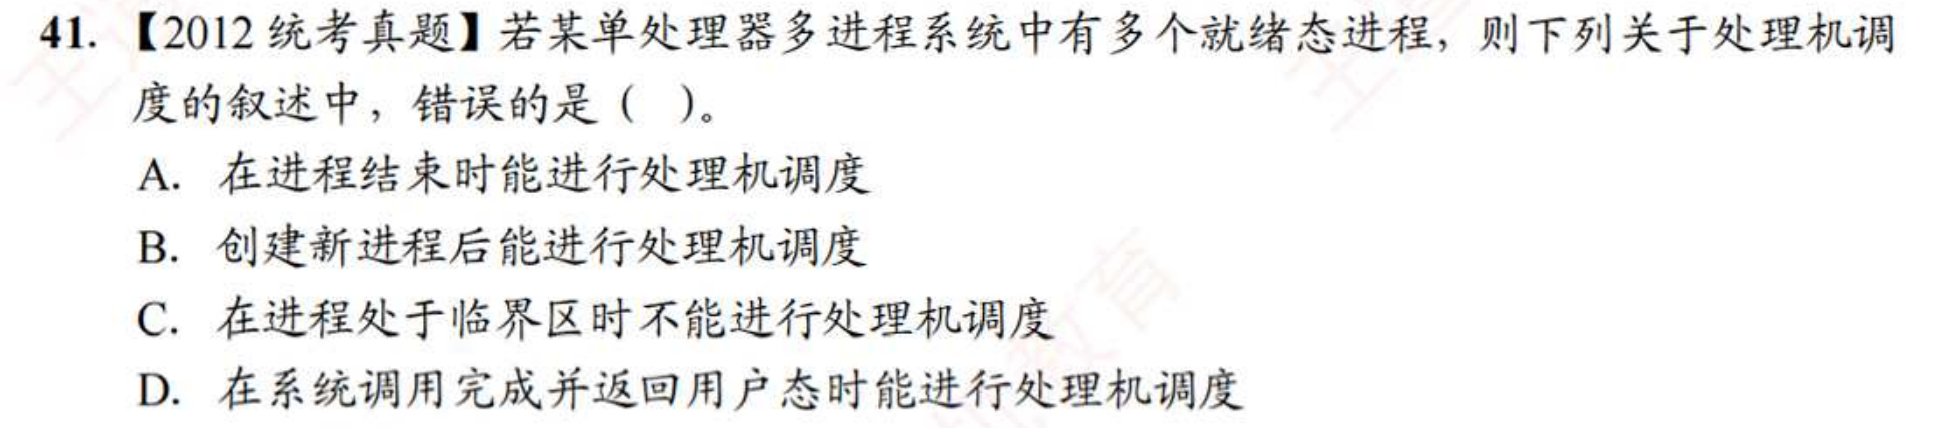 41. 【2012 统考真题】若某单处理器多进程系统中有多个就绪态进程，则下列关于处理机调
度的叙述中，错误的是（ ）。
A. 在进程结束时能进行处理机调度
B. 创建新进程后能进行处理机调度
C. 在进程处于临界区时不能进行处理机调度
D. 在系统调用完成并返回用户态时能进行处理机调度